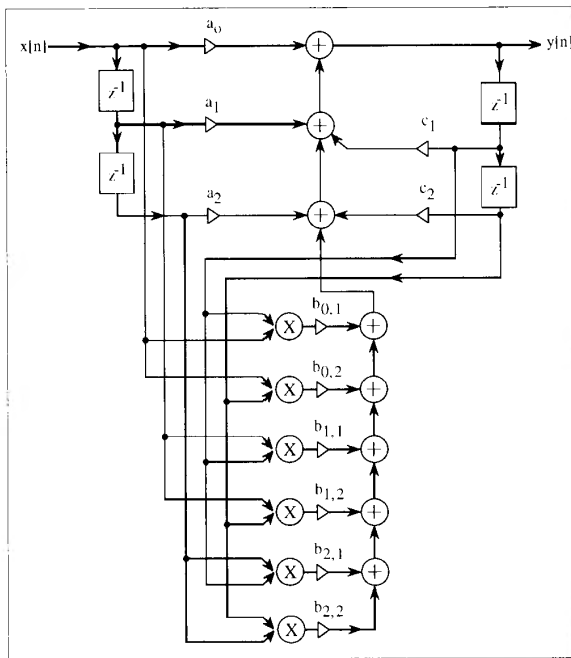 x[n]
a₀
+
y[n]
z⁻¹
z⁻¹
a₁
+
c₁
z⁻¹
z⁻¹
a₂
+
c₂
X
b₀,₁
+
X
b₀,₂
+
X
b₁,₁
+
X
b₁,₂
+
X
b₂,₁
+
X
b₂,₂